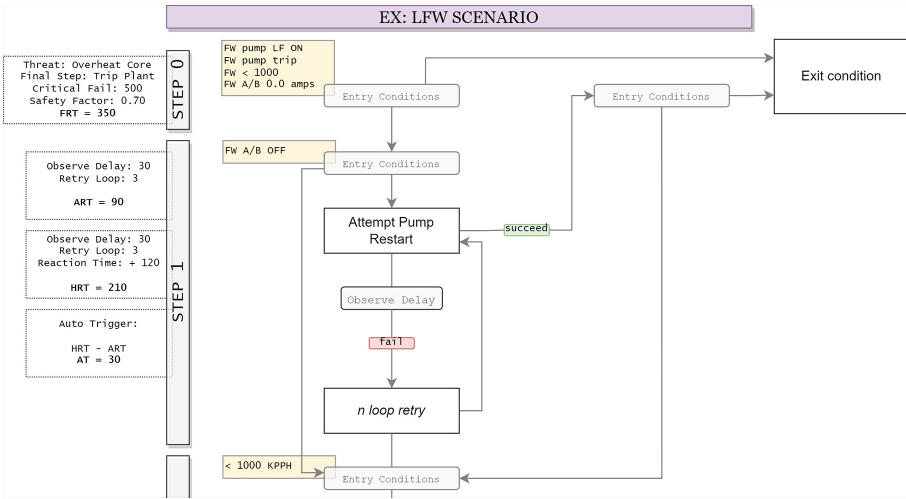 EX: LFW SCENARIO
Threat: Overheat Core
Final Step: Trip Plant
Critical Fail: 500
Safety Factor: 0.70
FRT = 350
STEP 0
FW pump LF ON
FW pump trip
FW < 1000
FW A/B 0.0 amps
Entry Conditions
Entry Conditions
Exit condition
Observe Delay: 30
Retry Loop: 3
ART = 90
Observe Delay: 30
Retry Loop: 3
Reaction Time: + 120
HRT = 210
Auto Trigger:
HRT - ART
AT = 30
STEP 1
FW A/B OFF
Entry Conditions
Attempt Pump
Restart
succeed
Observe Delay
fail
n loop retry
< 1000 KPPH
Entry Conditions